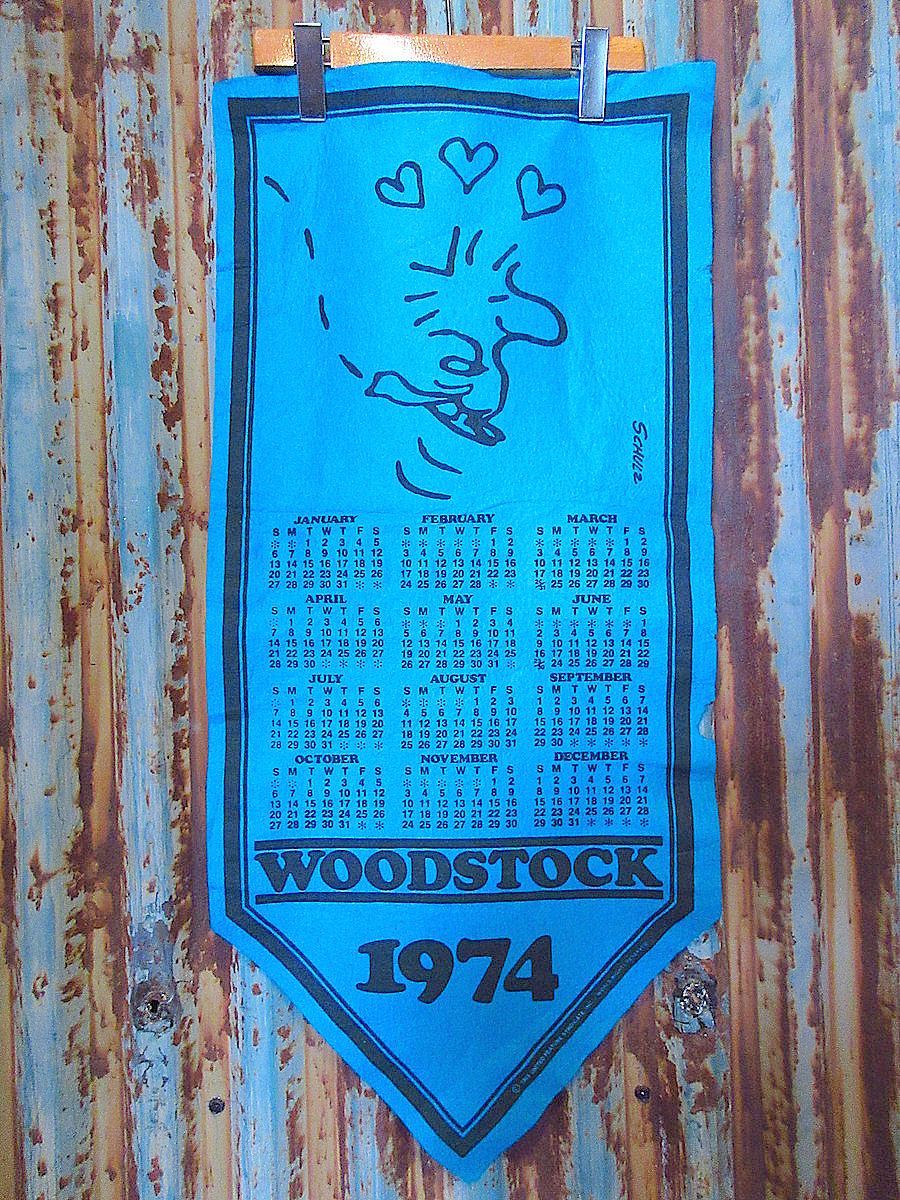 SCHULZ
JANUARY FEBRUARY MARCH
S M T W T F S S M T W T F S S M T W T F S
* * 1 2 3 4 5 * * * * * 1 2 * * * * * 1 2
6 7 8 9 10 11 12 3 4 5 6 7 8 9 3 4 5 6 7 8 9
13 14 15 16 17 18 19 10 11 12 13 14 15 16 10 11 12 13 14 15 16
20 21 22 23 24 25 26 17 18 19 20 21 22 23 17 18 19 20 21 22 23
27 28 29 30 31 * * 24 25 26 27 28 * * 25 26 27 28 29 30
APRIL MAY JUNE
S M T W T F S S M T W T F S S M T W T F S
* 1 2 3 4 5 6 * * * 1 2 3 4 * * * * * * 1
7 8 9 10 11 12 13 5 6 7 8 9 10 11 2 3 4 5 6 7 8
14 15 16 17 18 19 20 12 13 14 15 16 17 18 9 10 11 12 13 14 15
21 22 23 24 25 26 27 19 20 21 22 23 24 25 16 17 18 19 20 21 22
28 29 30 * * * * 26 27 28 29 30 31 * 24 25 26 27 28 29
JULY AUGUST SEPTEMBER
S M T W T F S S M T W T F S S M T W T F S
* 1 2 3 4 5 6 * * * * 1 2 3 1 2 3 4 5 6 7
7 8 9 10 11 12 13 4 5 6 7 8 9 10 8 9 10 11 12 13 14
14 15 16 17 18 19 20 11 12 13 14 15 16 17 15 16 17 18 19 20 21
21 22 23 24 25 26 27 18 19 20 21 22 23 24 22 23 24 25 26 27 28
28 29 30 31 * * * 25 26 27 28 29 30 31 29 30 * * * * *
OCTOBER NOVEMBER DECEMBER
S M T W T F S S M T W T F S S M T W T F S
* * 1 2 3 4 5 * * * * * 1 2 1 2 3 4 5 6 7
6 7 8 9 10 11 12 3 4 5 6 7 8 9 8 9 10 11 12 13 14
13 14 15 16 17 18 19 10 11 12 13 14 15 16 15 16 17 18 19 20 21
20 21 22 23 24 25 26 17 18 19 20 21 22 23 22 23 24 25 26 27 28
27 28 29 30 31 * * 24 25 26 27 28 29 30 29 30 31 * * * *
WOODSTOCK
1974